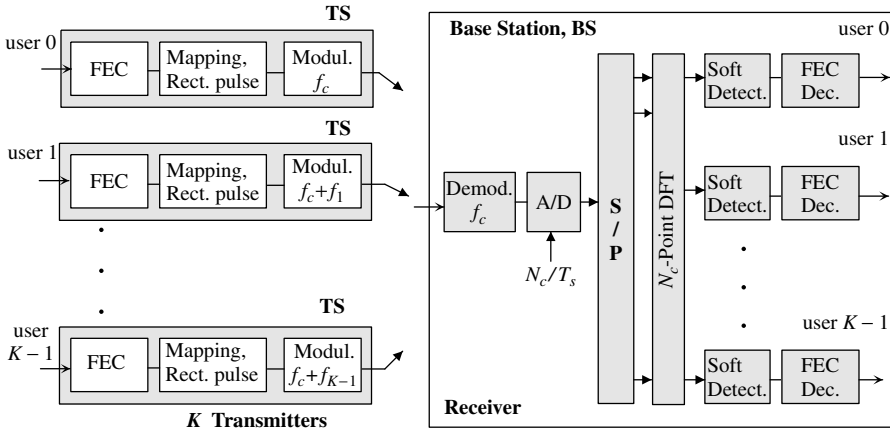 TS
user 0
FEC
Mapping,
Rect. pulse
Modul.
f_c
TS
user 1
FEC
Mapping,
Rect. pulse
Modul.
f_c+f_1
TS
user
K – 1
FEC
Mapping,
Rect. pulse
Modul.
f_c+f_{K–1}
K Transmitters
Base Station, BS
Demod.
f_c
A/D
N_c/T_s
S
/
P
N_c-Point DFT
user 0
Soft
Detect.
FEC
Dec.
user 1
Soft
Detect.
FEC
Dec.
user K – 1
Soft
Detect.
FEC
Dec.
Receiver